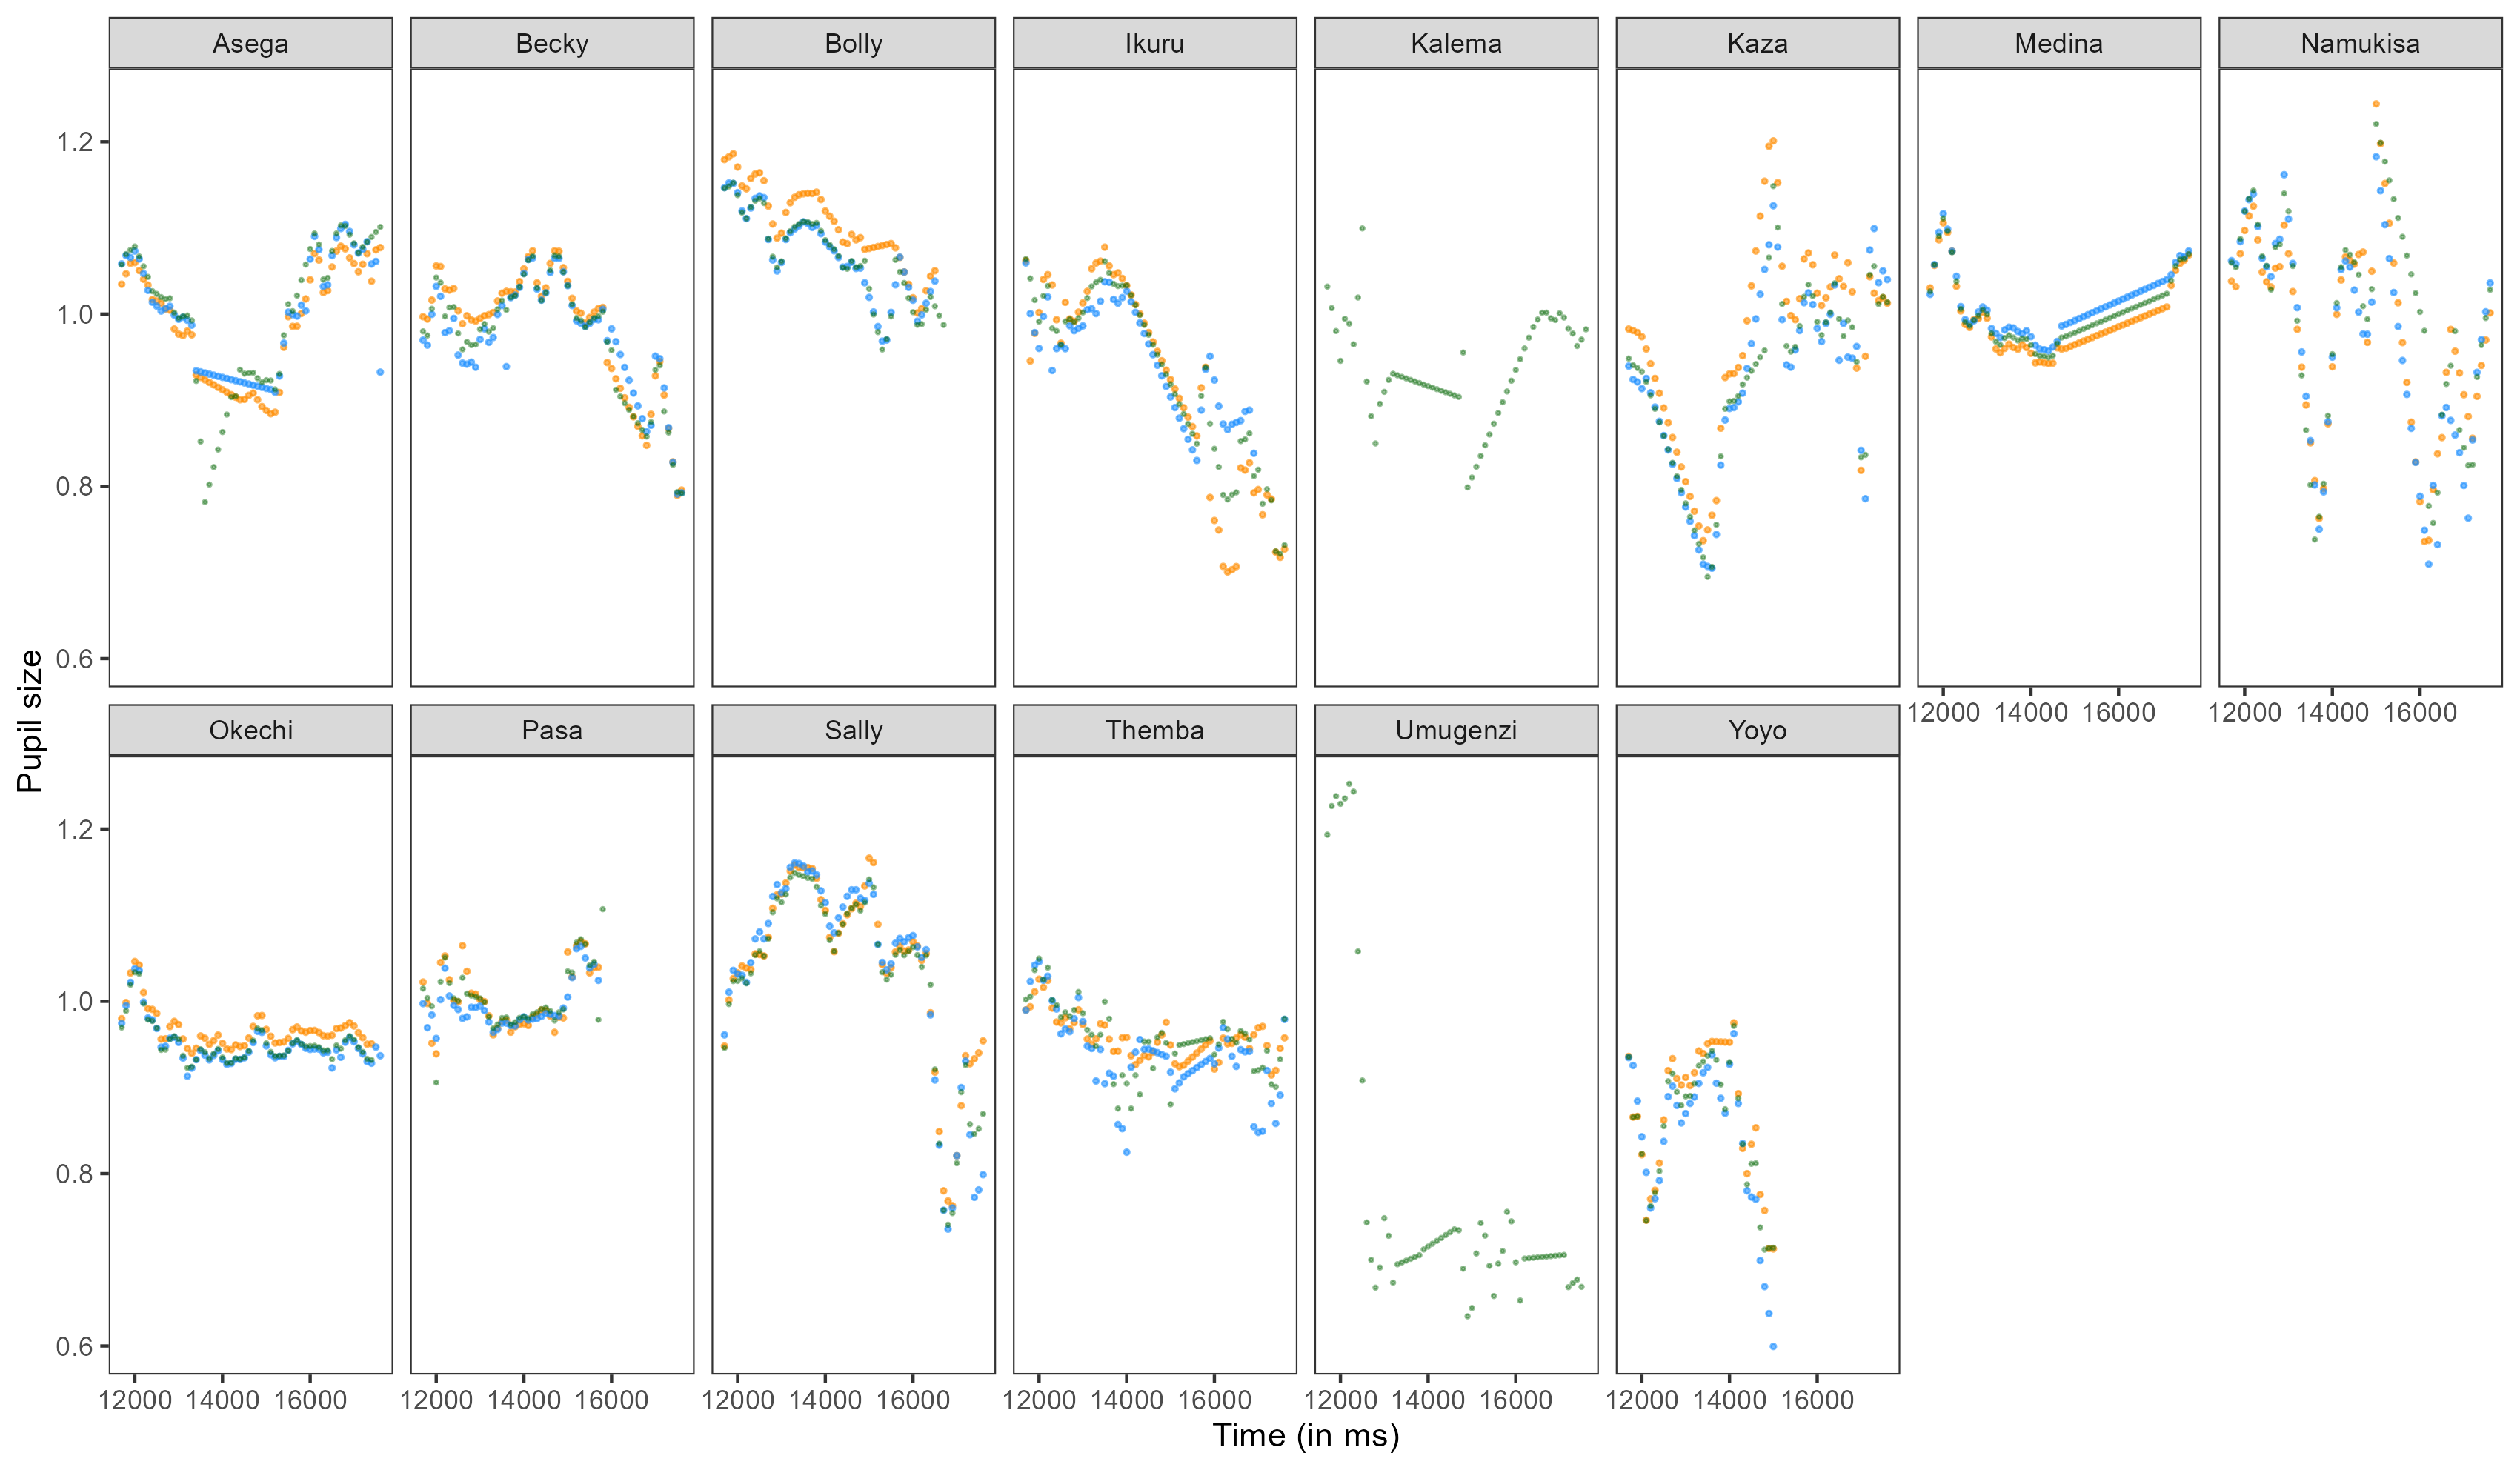 Asega Becky Bolly Ikuru Kalema Kaza Medina Namukisa
1.2
1.0
0.8
0.6
12000 14000 16000 12000 14000 16000
Pupil size
Okechi Pasa Sally Themba Umugenzi Yoyo
1.2
1.0
0.8
0.6
12000 14000 16000 12000 14000 16000 12000 14000 16000 12000 14000 16000 12000 14000 16000 12000 14000 16000
Time (in ms)